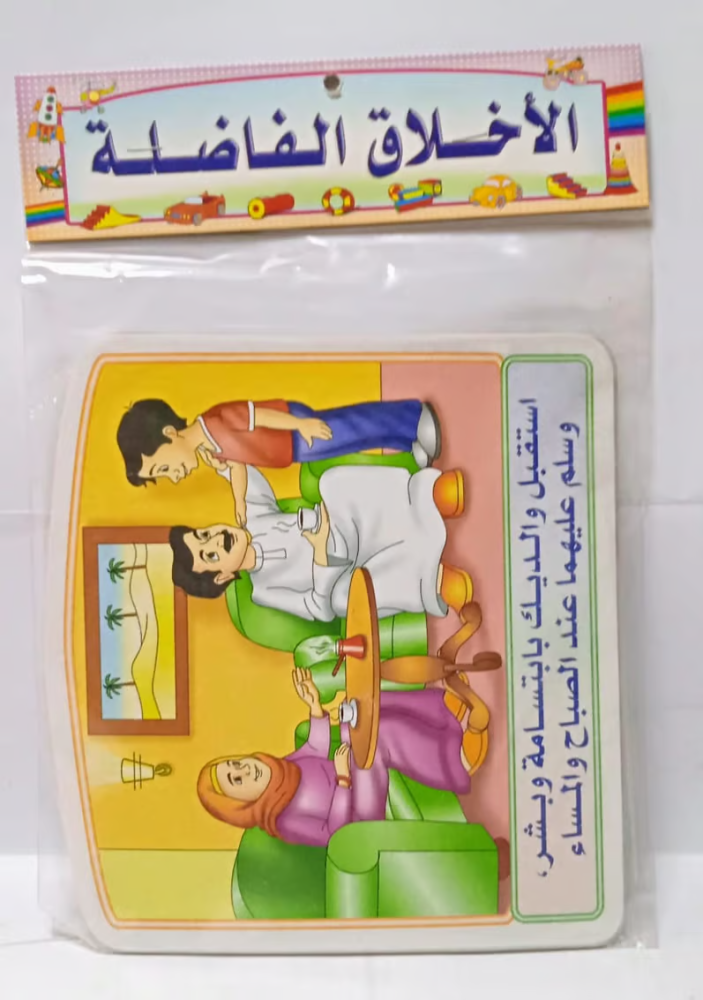 الأخلاق الفاضلة
استقبل والديك بابتسامة وبشر،
وسلم عليهما عند الصباح والمساء